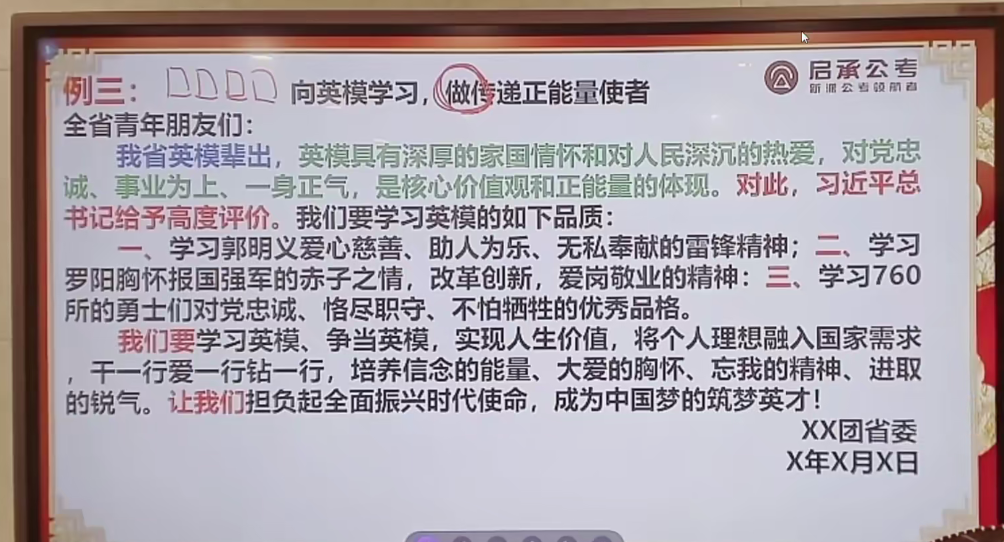 例三： 向英模学习，做传递正能量使者
启承公考
新派公考领航者
全省青年朋友们：
我省英模辈出，英模具有深厚的家国情怀和对人民深沉的热爱，对党忠
诚、事业为上、一身正气，是核心价值观和正能量的体现。对此，习近平总
书记给予高度评价。我们要学习英模的如下品质：
一、学习郭明义爱心慈善、助人为乐、无私奉献的雷锋精神；二、学习
罗阳胸怀报国强军的赤子之情，改革创新，爱岗敬业的精神：三、学习760
所的勇士们对党忠诚、恪尽职守、不怕牺牲的优秀品格。
我们要学习英模、争当英模，实现人生价值，将个人理想融入国家需求
，干一行爱一行钻一行，培养信念的能量、大爱的胸怀、忘我的精神、进取
的锐气。让我们担负起全面振兴时代使命，成为中国梦的筑梦英才！
XX团省委
X年X月X日